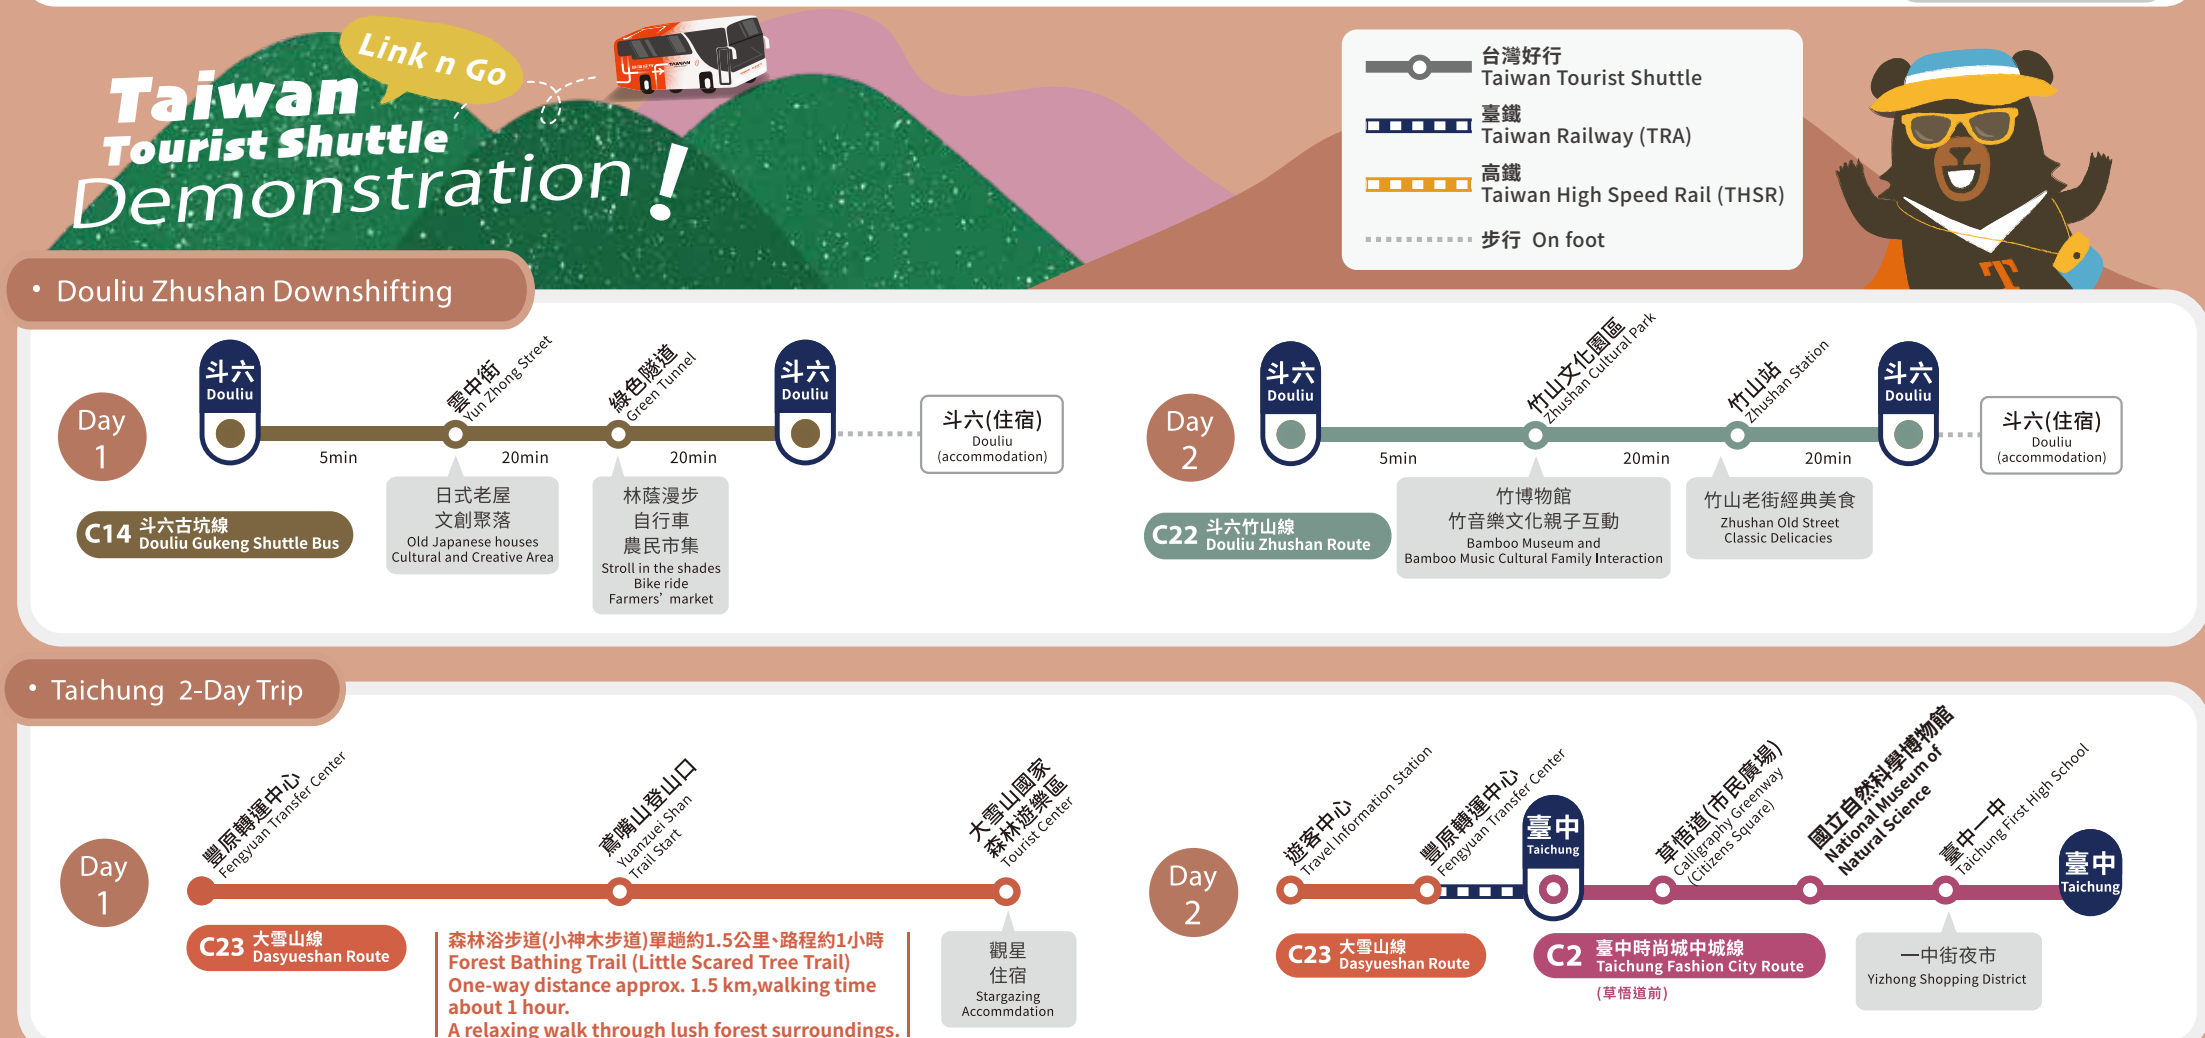 Link n Go
Taiwan
Tourist Shuttle
Demonstration!
台灣好行
Taiwan Tourist Shuttle
臺鐵
Taiwan Railway (TRA)
高鐵
Taiwan High Speed Rail (THSR)
步行 On foot
• Douliu Zhushan Downshifting
Day
1
斗六
Douliu
雲中街
Yun Zhong Street
綠色隧道
Green Tunnel
斗六
Douliu
5min
20min
20min
斗六(住宿)
Douliu
(accommodation)
C14 斗六古坑線
Douliu Gukeng Shuttle Bus
日式老屋
文創聚落
Old Japanese houses
Cultural and Creative Area
林蔭漫步
自行車
農民市集
Stroll in the shades
Bike ride
Farmers’ market
Day
2
斗六
Douliu
竹山文化園區
Zhushan Cultural Park
竹山站
Zhushan Station
斗六
Douliu
5min
20min
20min
斗六(住宿)
Douliu
(accommodation)
C22 斗六竹山線
Douliu Zhushan Route
竹博物館
竹音樂文化親子互動
Bamboo Museum and
Bamboo Music Cultural Family Interaction
竹山老街經典美食
Zhushan Old Street
Classic Delicacies
• Taichung 2-Day Trip
Day
1
豐原轉運中心
Fengyuan Transfer Center
鳶嘴山登山口
Yuanzuei Shan
Trail Start
大雪山國家
森林遊樂區
Tourist Center
C23 大雪山線
Dasyueshan Route
森林浴步道(小神木步道)單趟約1.5公里、路程約1小時
Forest Bathing Trail (Little Scared Tree Trail)
One-way distance approx. 1.5 km,walking time
about 1 hour.
A relaxing walk through lush forest surroundings.
觀星
住宿
Stargazing
Accommdation
Day
2
遊客中心
Travel Information Station
豐原轉運中心
Fengyuan Transfer Center
臺中
Taichung
草悟道(市民廣場)
Calligraphy Greenway
(Citizens Square)
國立自然科學博物館
National Museum of
Natural Science
臺中一中
Taichung First High School
臺中
Taichung
C23 大雪山線
Dasyueshan Route
C2 臺中時尚城中城線
Taichung Fashion City Route
(草悟道前)
一中街夜市
Yizhong Shopping District